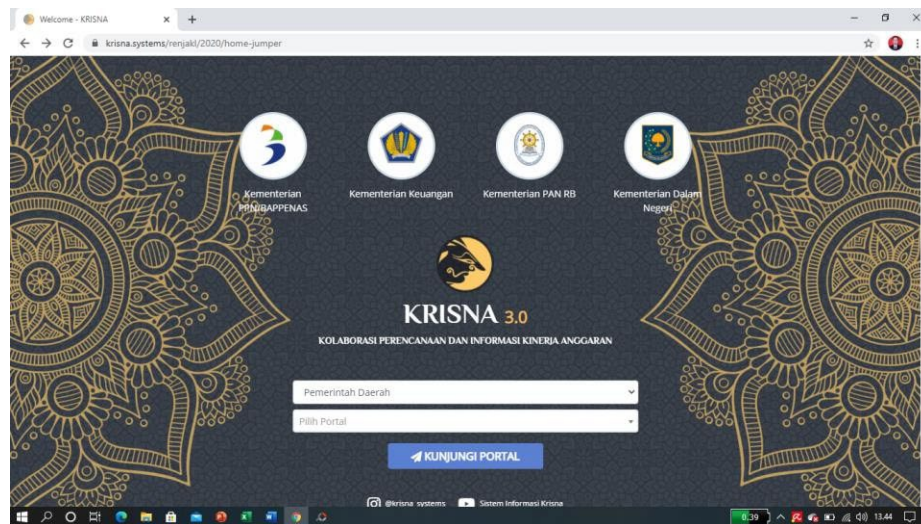 Welcome - KRISNA
krisna.systems/renjakl/2020/home-jumper
Kementerian
PPN/BAPPENAS
Kementerian Keuangan
Kementerian PAN RB
Kementerian Dalam
Negeri
KRISNA 3.0
KOLABORASI PERENCANAAN DAN INFORMASI KINERJA ANGGARAN
Pemerintah Daerah
Pilih Portal
KUNJUNGI PORTAL
@krisna_systems
Sistem Informasi Krisna
0:39
13.44